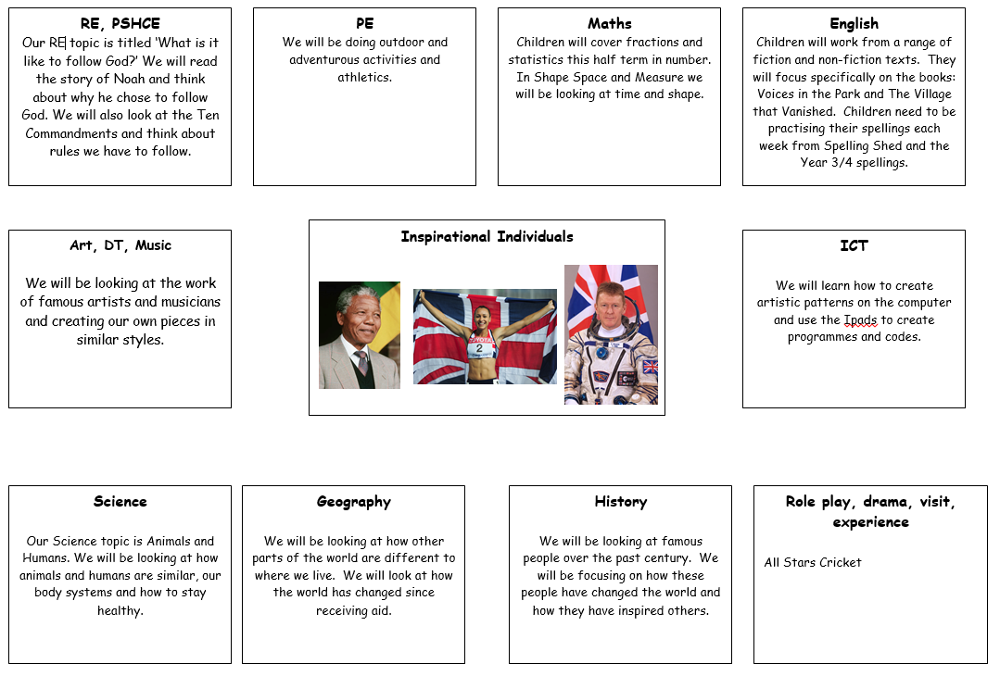 RE, PSHCE
Our RE topic is titled ‘What is it
like to follow God?’ We will read
the story of Noah and think
about why he chose to follow
God. We will also look at the Ten
Commandments and think about
rules we have to follow.
PE
We will be doing outdoor and
adventurous activities and
athletics.
Maths
Children will cover fractions and
statistics this half term in number.
In Shape Space and Measure we
will be looking at time and shape.
English
Children will work from a range of
fiction and non-fiction texts. They
will focus specifically on the books:
Voices in the Park and The Village
that Vanished. Children need to be
practising their spellings each
week from Spelling Shed and the
Year 3/4 spellings.
Art, DT, Music
We will be looking at the work
of famous artists and musicians
and creating our own pieces in
similar styles.
Inspirational Individuals
TOYOTA
2
ICT
We will learn how to create
artistic patterns on the computer
and use the Ipads to create
programmes and codes.
Science
Our Science topic is Animals and
Humans. We will be looking at how
animals and humans are similar, our
body systems and how to stay
healthy.
Geography
We will be looking at how other
parts of the world are different to
where we live. We will look at how
the world has changed since
receiving aid.
History
We will be looking at famous
people over the past century. We
will be focusing on how these
people have changed the world and
how they have inspired others.
Role play, drama, visit,
experience
All Stars Cricket